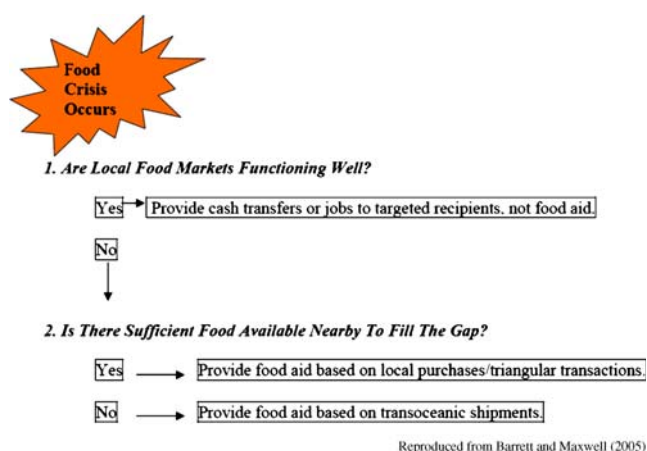 Food
Crisis
Occurs
1. Are Local Food Markets Functioning Well?
Yes Provide cash transfers or jobs to targeted recipients, not food aid.
No
2. Is There Sufficient Food Available Nearby To Fill The Gap?
Yes Provide food aid based on local purchases/triangular transactions.
No Provide food aid based on transoceanic shipments.
Reproduced from Barrett and Maxwell (2005)